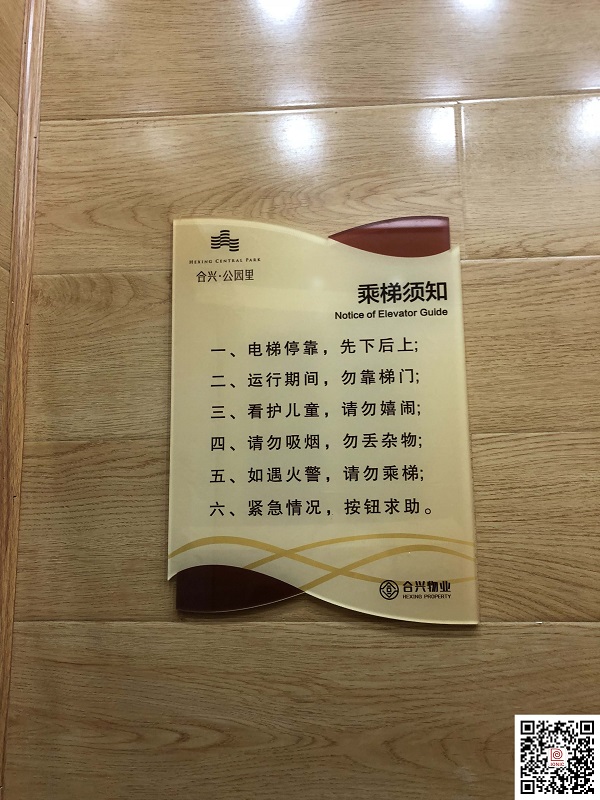 HEXING CENTRAL PARK
合兴·公园里
乘梯须知
Notice of Elevator Guide
一、电梯停靠，先下后上;
二、运行期间，勿靠梯门;
三、看护儿童，请勿嬉闹;
四、请勿吸烟，勿丢杂物;
五、如遇火警，请勿乘梯;
六、紧急情况，按钮求助。
合兴物业
HEXING PROPERTY